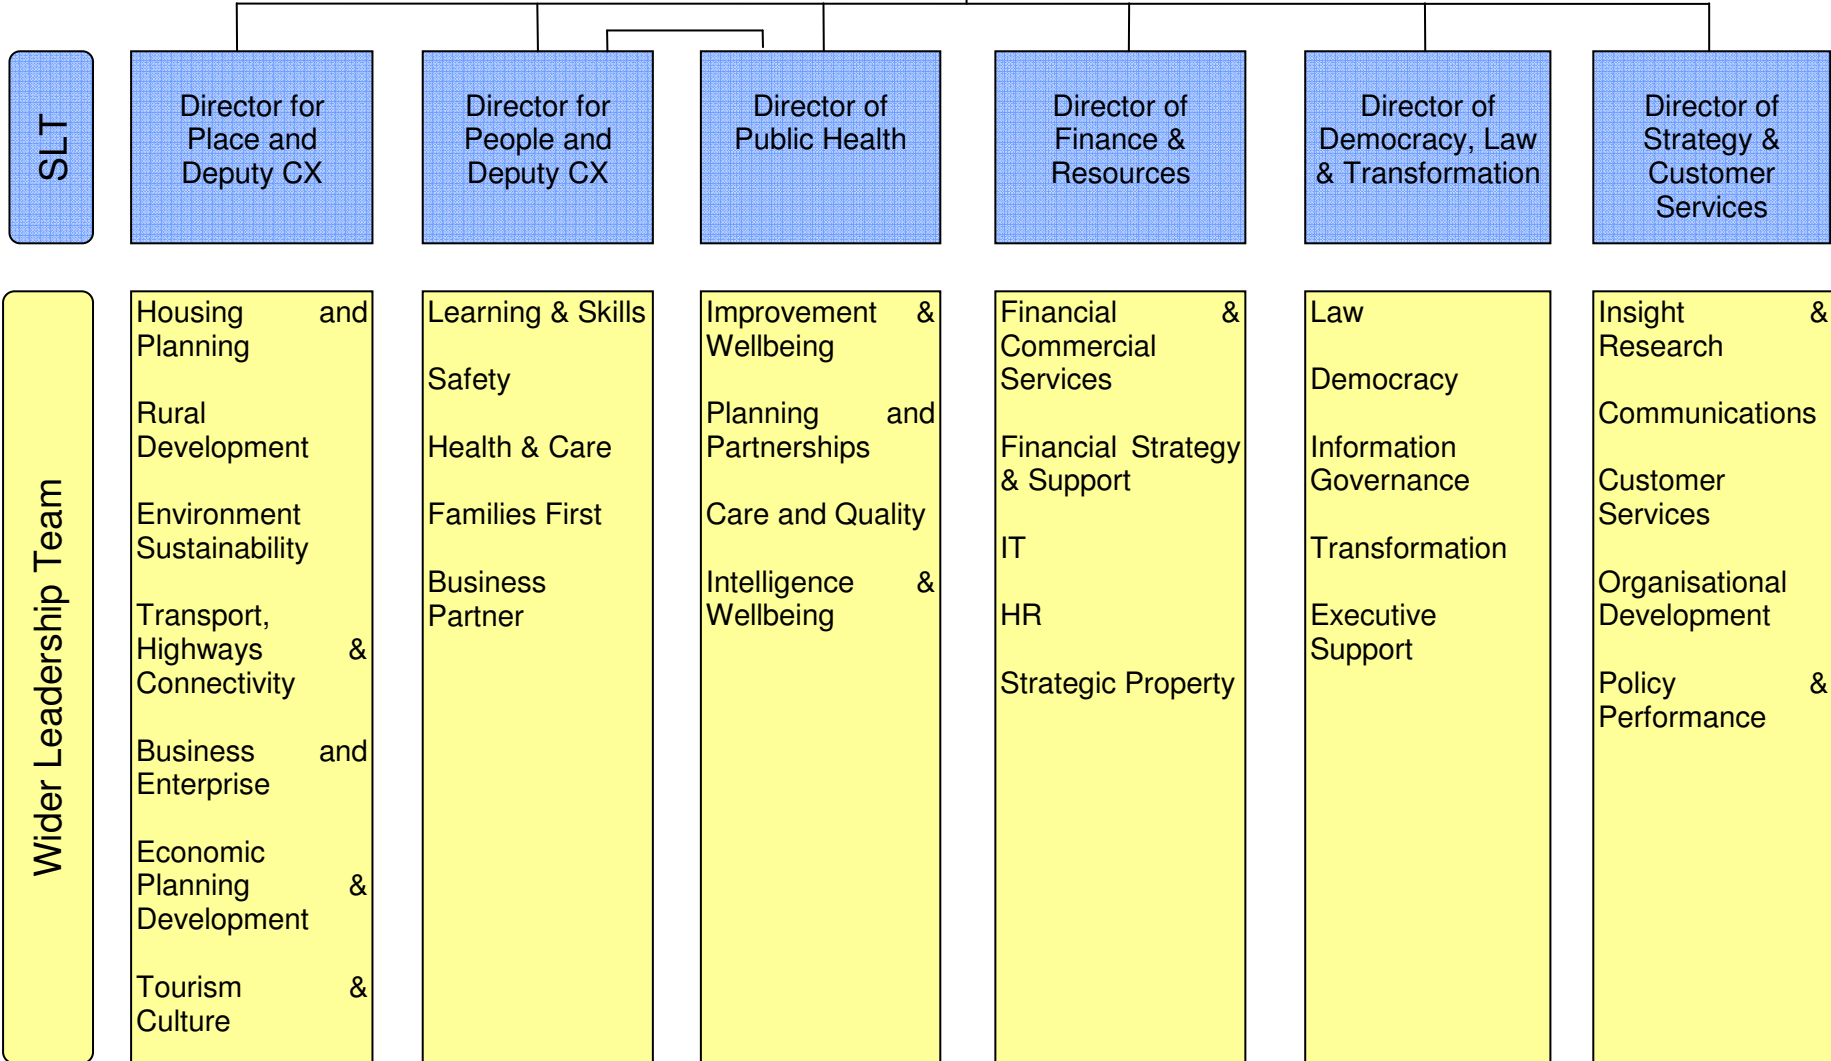 SLT
Director for
Place and
Deputy CX
Director for
People and
Deputy CX
Director of
Public Health
Director of
Finance &
Resources
Director of
Democracy, Law
& Transformation
Director of
Strategy &
Customer
Services
Wider Leadership Team
Housing and
Planning
Rural
Development
Environment
Sustainability
Transport,
Highways &
Connectivity
Business and
Enterprise
Economic
Planning &
Development
Tourism &
Culture
Learning & Skills
Safety
Health & Care
Families First
Business
Partner
Improvement &
Wellbeing
Planning and
Partnerships
Care and Quality
Intelligence &
Wellbeing
Financial &
Commercial
Services
Financial Strategy
& Support
IT
HR
Strategic Property
Law
Democracy
Information
Governance
Transformation
Executive
Support
Insight &
Research
Communications
Customer
Services
Organisational
Development
Policy &
Performance